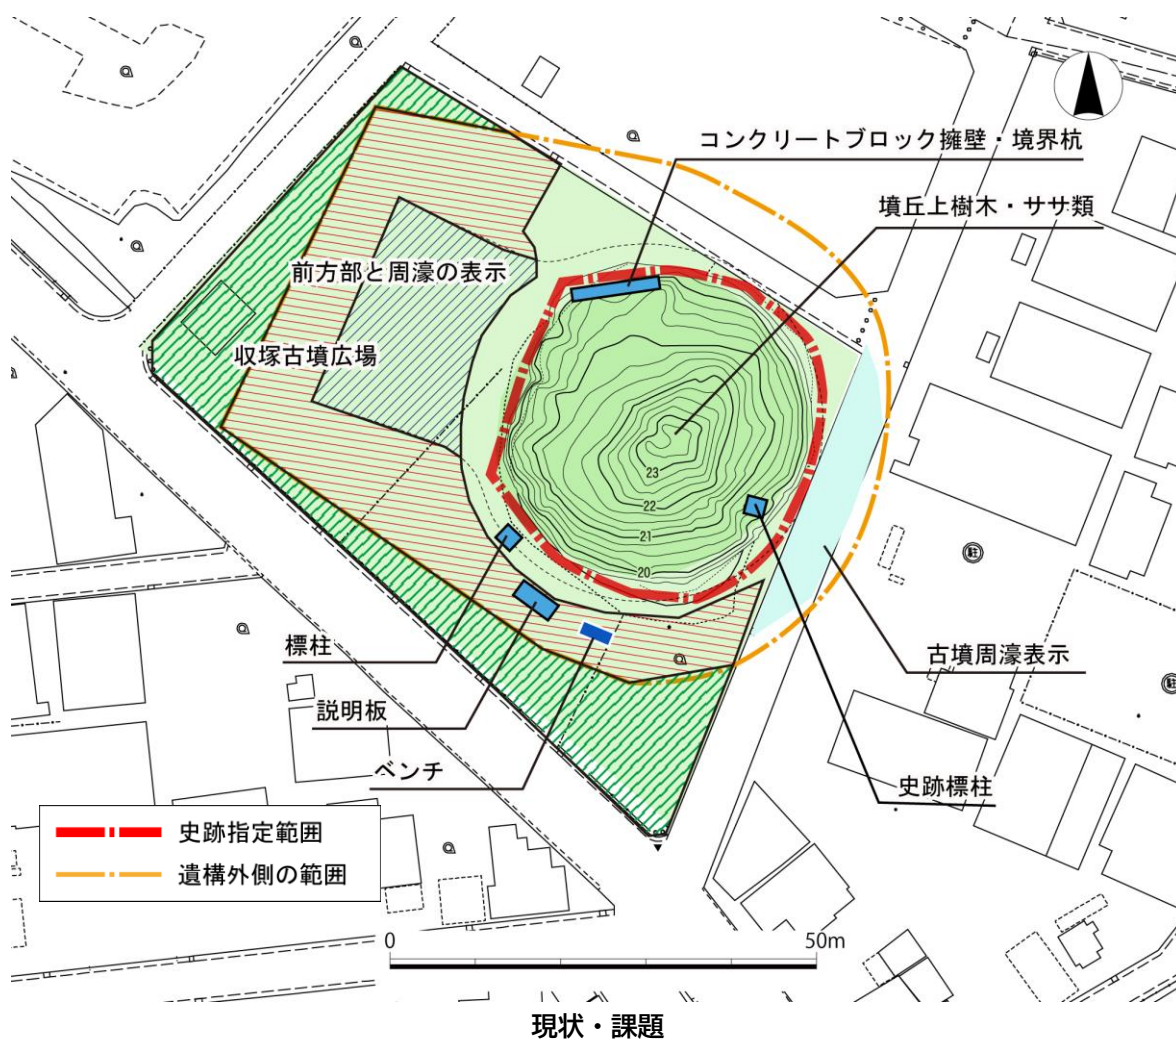 コンクリートブロック擁壁・境界杭
墳丘上樹木・ササ類
前方部と周濠の表示
収塚古墳広場
23
22
21
20
標柱
古墳周濠表示
説明板
ベンチ
史跡標柱
史跡指定範囲
遺構外側の範囲
0
50m
現状・課題